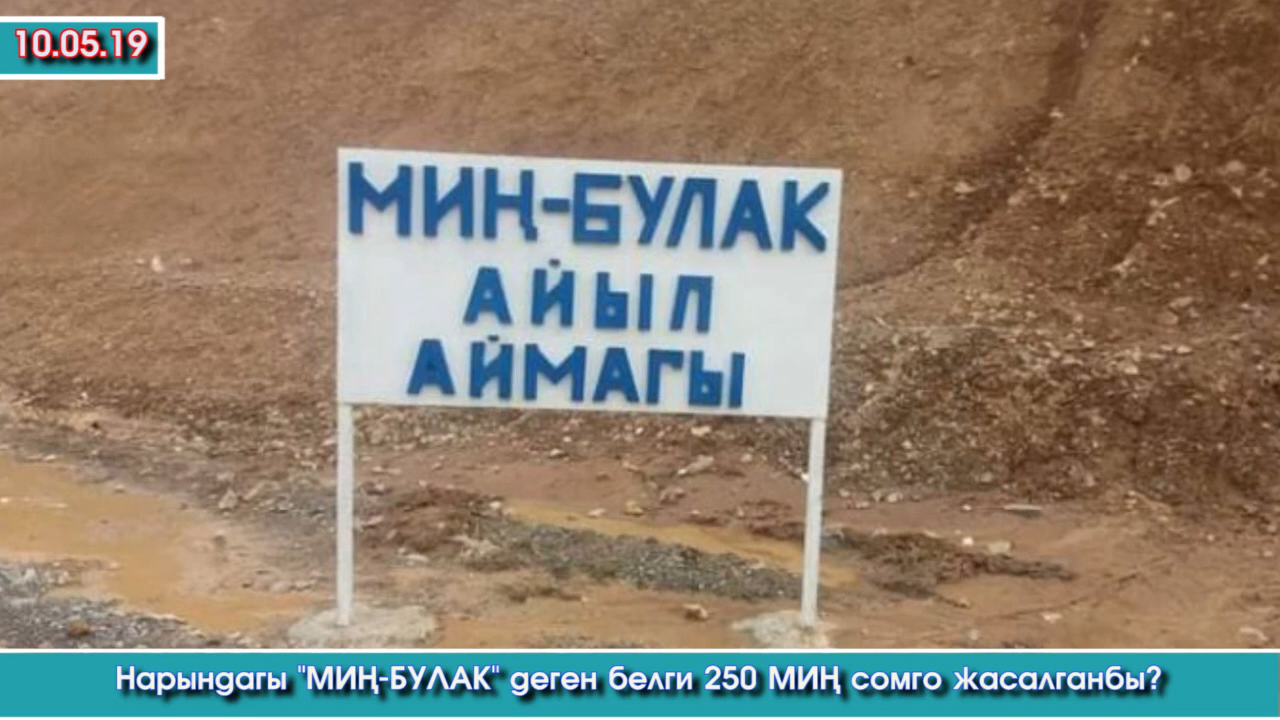 10.05.19
МИҢ-БУЛАК
АЙЫЛ
АЙМАГЫ
Нарындагы "МИҢ-БУЛАК" деген белги 250 МИҢ сомго жасалганбы?